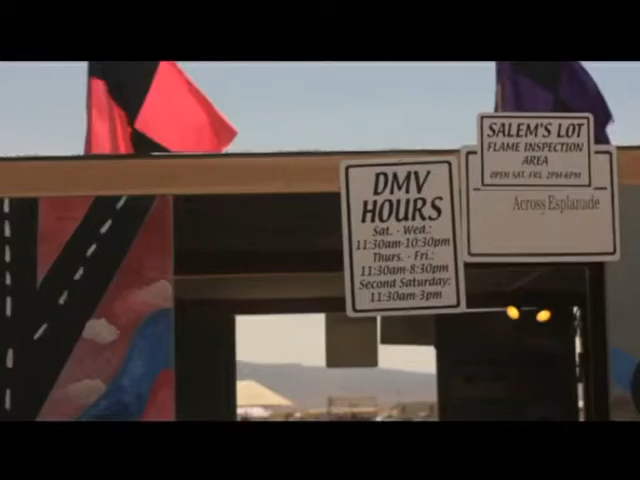 DMV
HOURS
Sat. - Wed.:
11:30am-10:30pm
Thurs. - Fri.:
11:30am-8:30pm
Second Saturday:
11:30am-3pm
SALEM'S LOT
FLAME INSPECTION
AREA
OPEN SAT.-FRI. 2PM-6PM
Across Esplanade